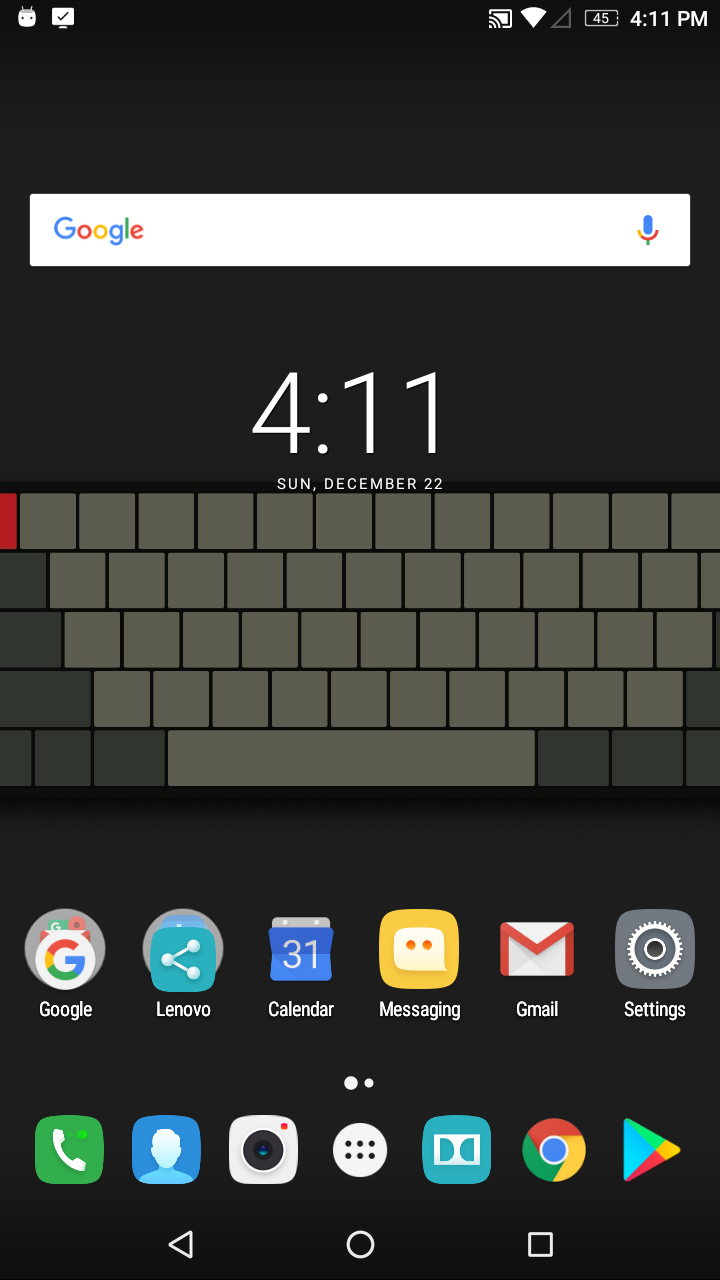 45 4:11 PM
Google
4:11
SUN, DECEMBER 22
G
G 31
Google Lenovo Calendar Messaging Gmail Settings